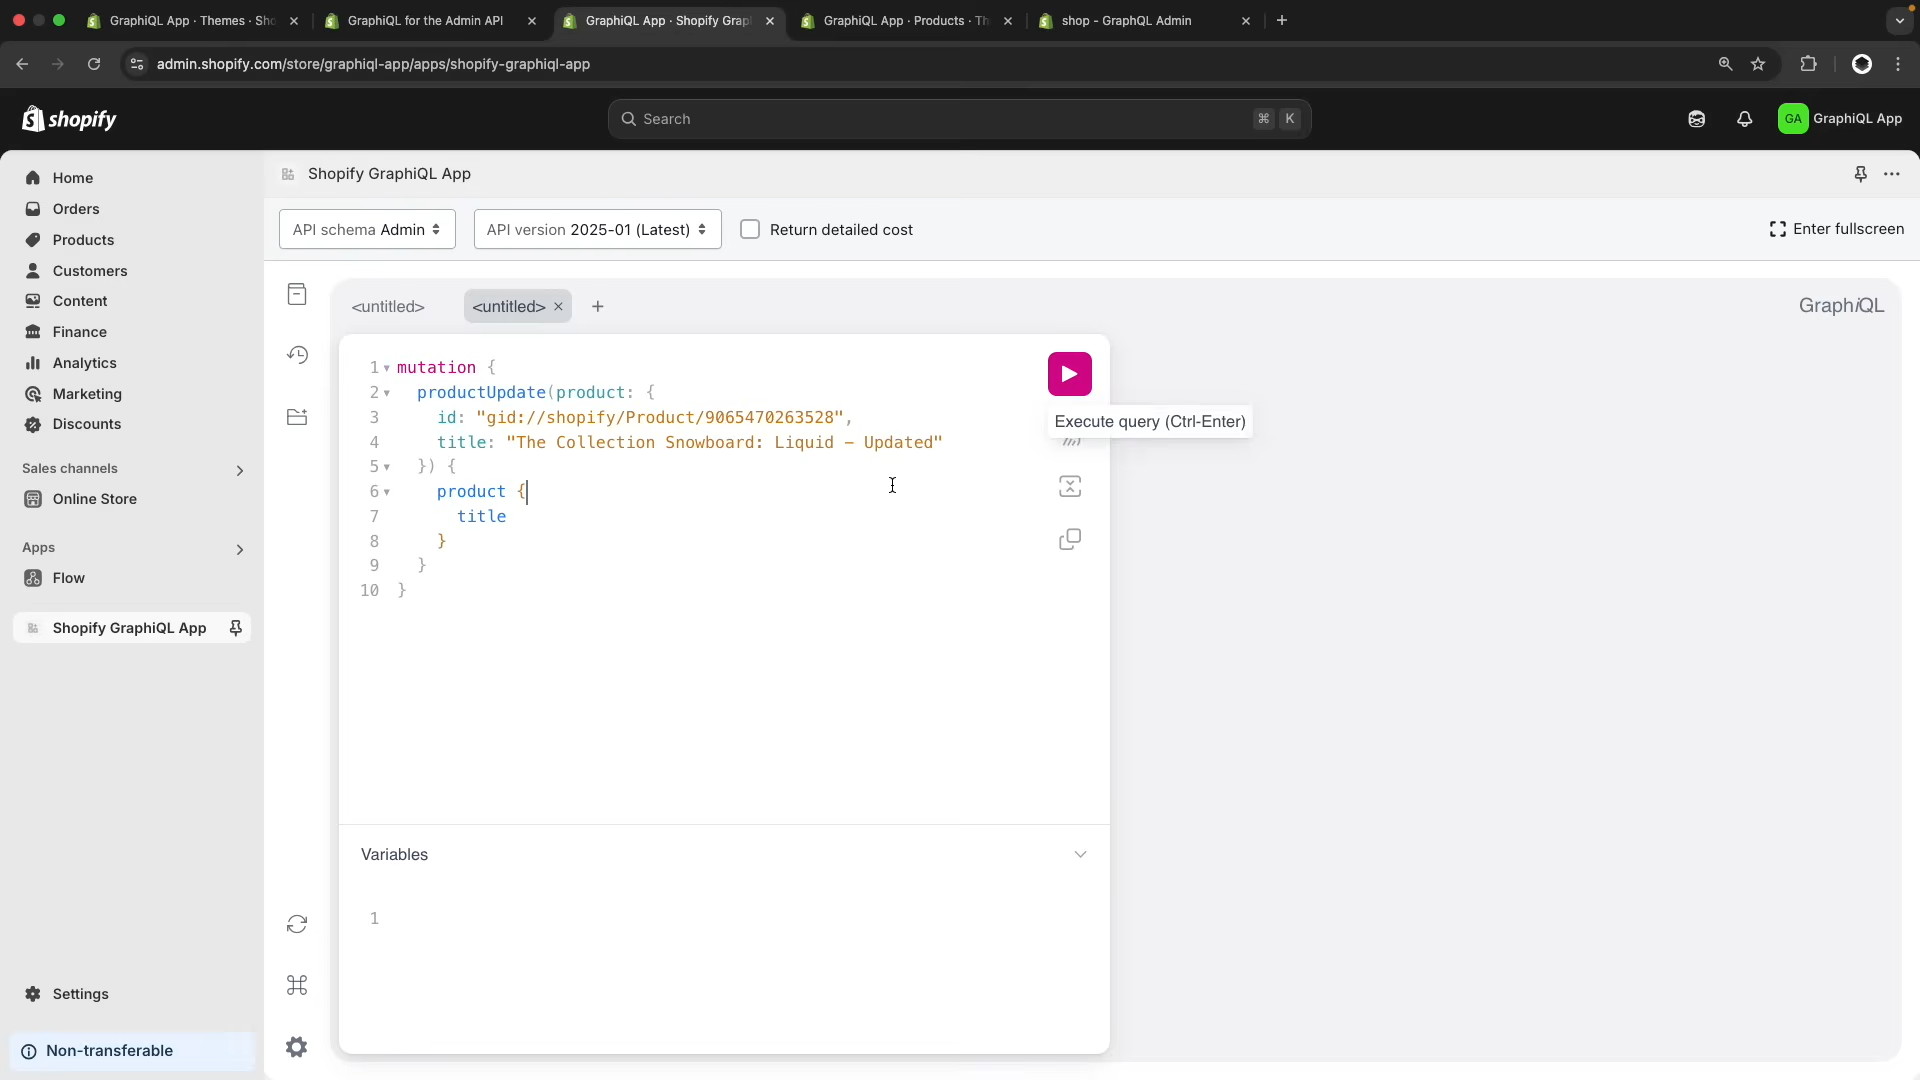 GraphiQL App · Themes · Sho
GraphiQL for the Admin API
GraphiQL App · Shopify Grap
GraphiQL App · Products · Th
shop - GraphQL Admin
admin.shopify.com/store/graphiql-app/apps/shopify-graphiql-app
shopify
Search
⌘ K
GA GraphiQL App
Home
Orders
Products
Customers
Content
Finance
Analytics
Marketing
Discounts
Sales channels
Online Store
Apps
Flow
Shopify GraphiQL App
Settings
Non-transferable
Shopify GraphiQL App
API schema Admin
API version 2025-01 (Latest)
Return detailed cost
Enter fullscreen
<untitled>
<untitled>
GraphiQL
1 mutation {
2 productUpdate(product: {
3 id: "gid://shopify/Product/9065470263528",
4 title: "The Collection Snowboard: Liquid - Updated"
5 }) {
6 product {
7 title
8 }
9 }
10 }
Execute query (Ctrl-Enter)
Variables
1